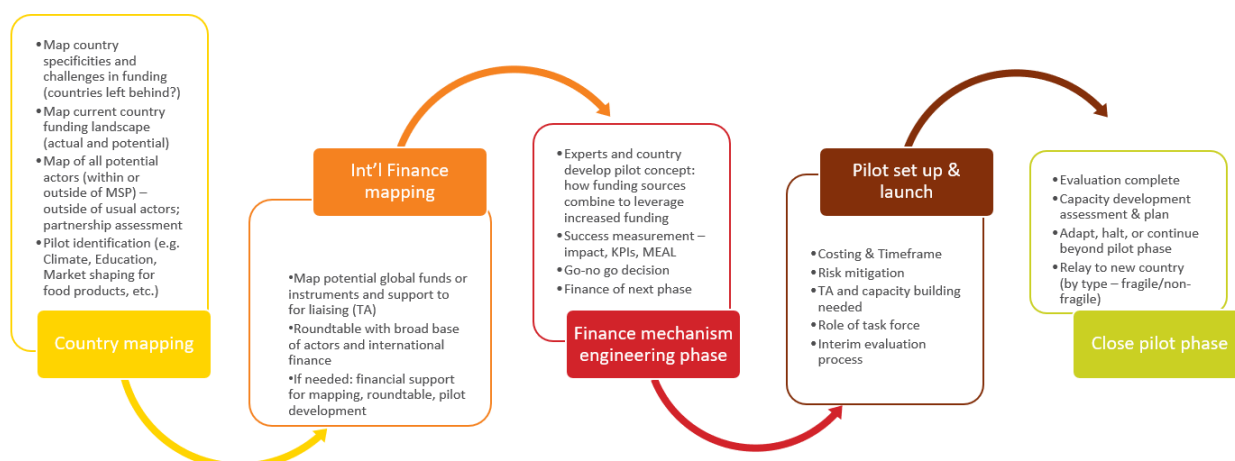 •Map country
specificities and
challenges in funding
(countries left behind?)
•Map current country
funding landscape
(actual and potential)
•Map of all potential
actors (within or
outside of MSP) –
outside of usual actors;
partnership assessment
•Pilot identification (e.g.
Climate, Education,
Market shaping for
food products, etc.)
Country mapping
Int'l Finance
mapping
•Map potential global funds or
instruments and support to
for liaising (TA)
•Roundtable with broad base
of actors and international
finance
•If needed: financial support
for mapping, roundtable, pilot
development
•Experts and country
develop pilot concept:
how funding sources
combine to leverage
increased funding
•Success measurement –
impact, KPIs, MEAL
•Go-no go decision
•Finance of next phase
Finance mechanism
engineering phase
Pilot set up &
launch
•Costing & Timeframe
•Risk mitigation
•TA and capacity building
needed
•Role of task force
•Interim evaluation
process
•Evaluation complete
•Capacity development
assessment & plan
•Adapt, halt, or continue
beyond pilot phase
•Relay to new country
(by type – fragile/non-
fragile)
Close pilot phase